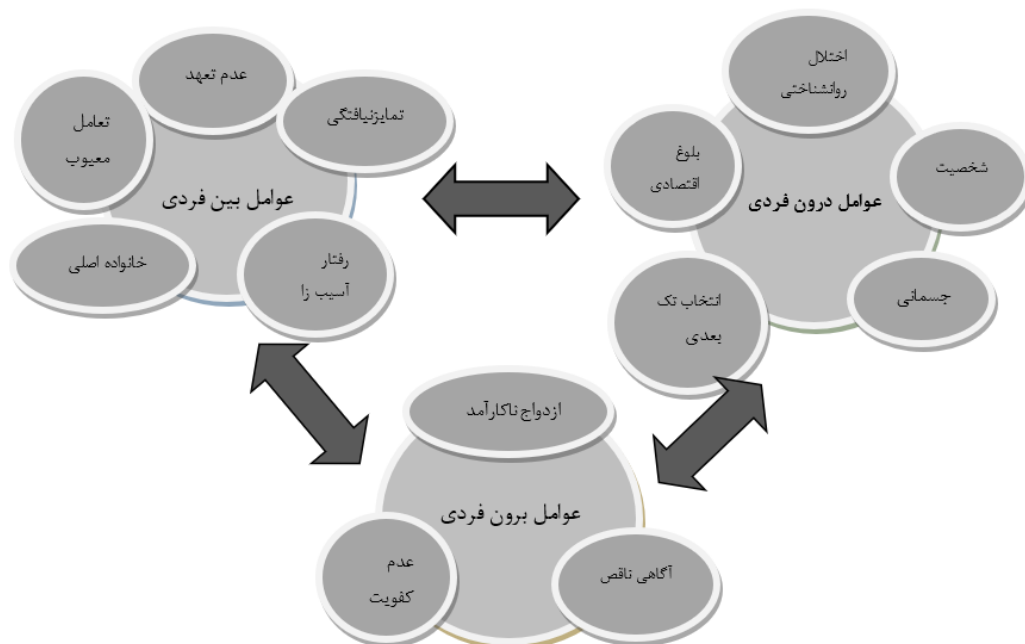 اختلال
روانشناختی
شخصیت
بلوغ
اقتصادی
عوامل درون فردی
جسمانی
انتخاب تک
بعدی
عدم تعهد
تمایزنیافتگی
تعامل
معیوب
عوامل بین فردی
رفتار
آسیب زا
خانواده اصلی
ازدواج ناکارآمد
عوامل برون فردی
آگاهی ناقص
عدم
کفویت